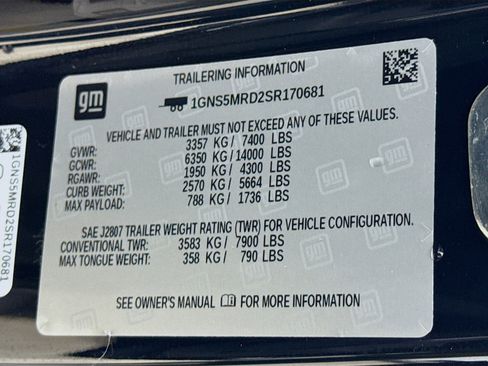 gm
TRAILERING INFORMATION
1GNS5MRD2SR170681
VEHICLE AND TRAILER MUST NOT EXCEED ANY OF THESE VALUES.
GVWR: 3357 KG/ 7400 LBS
GCWR: 6350 KG/14000 LBS
RGAWR: 1950 KG/ 4300 LBS
CURB WEIGHT: 2570 KG/ 5664 LBS
MAX PAYLOAD: 788 KG/ 1736 LBS
SAE J2807 TRAILER WEIGHT RATING (TWR) FOR VEHICLE CONFIGURATION.
CONVENTIONAL TWR: 3583 KG/ 7900 LBS
MAX TONGUE WEIGHT: 358 KG/ 790 LBS
SEE OWNER'S MANUAL FOR MORE INFORMATION
1GNS5MRD2SR170681